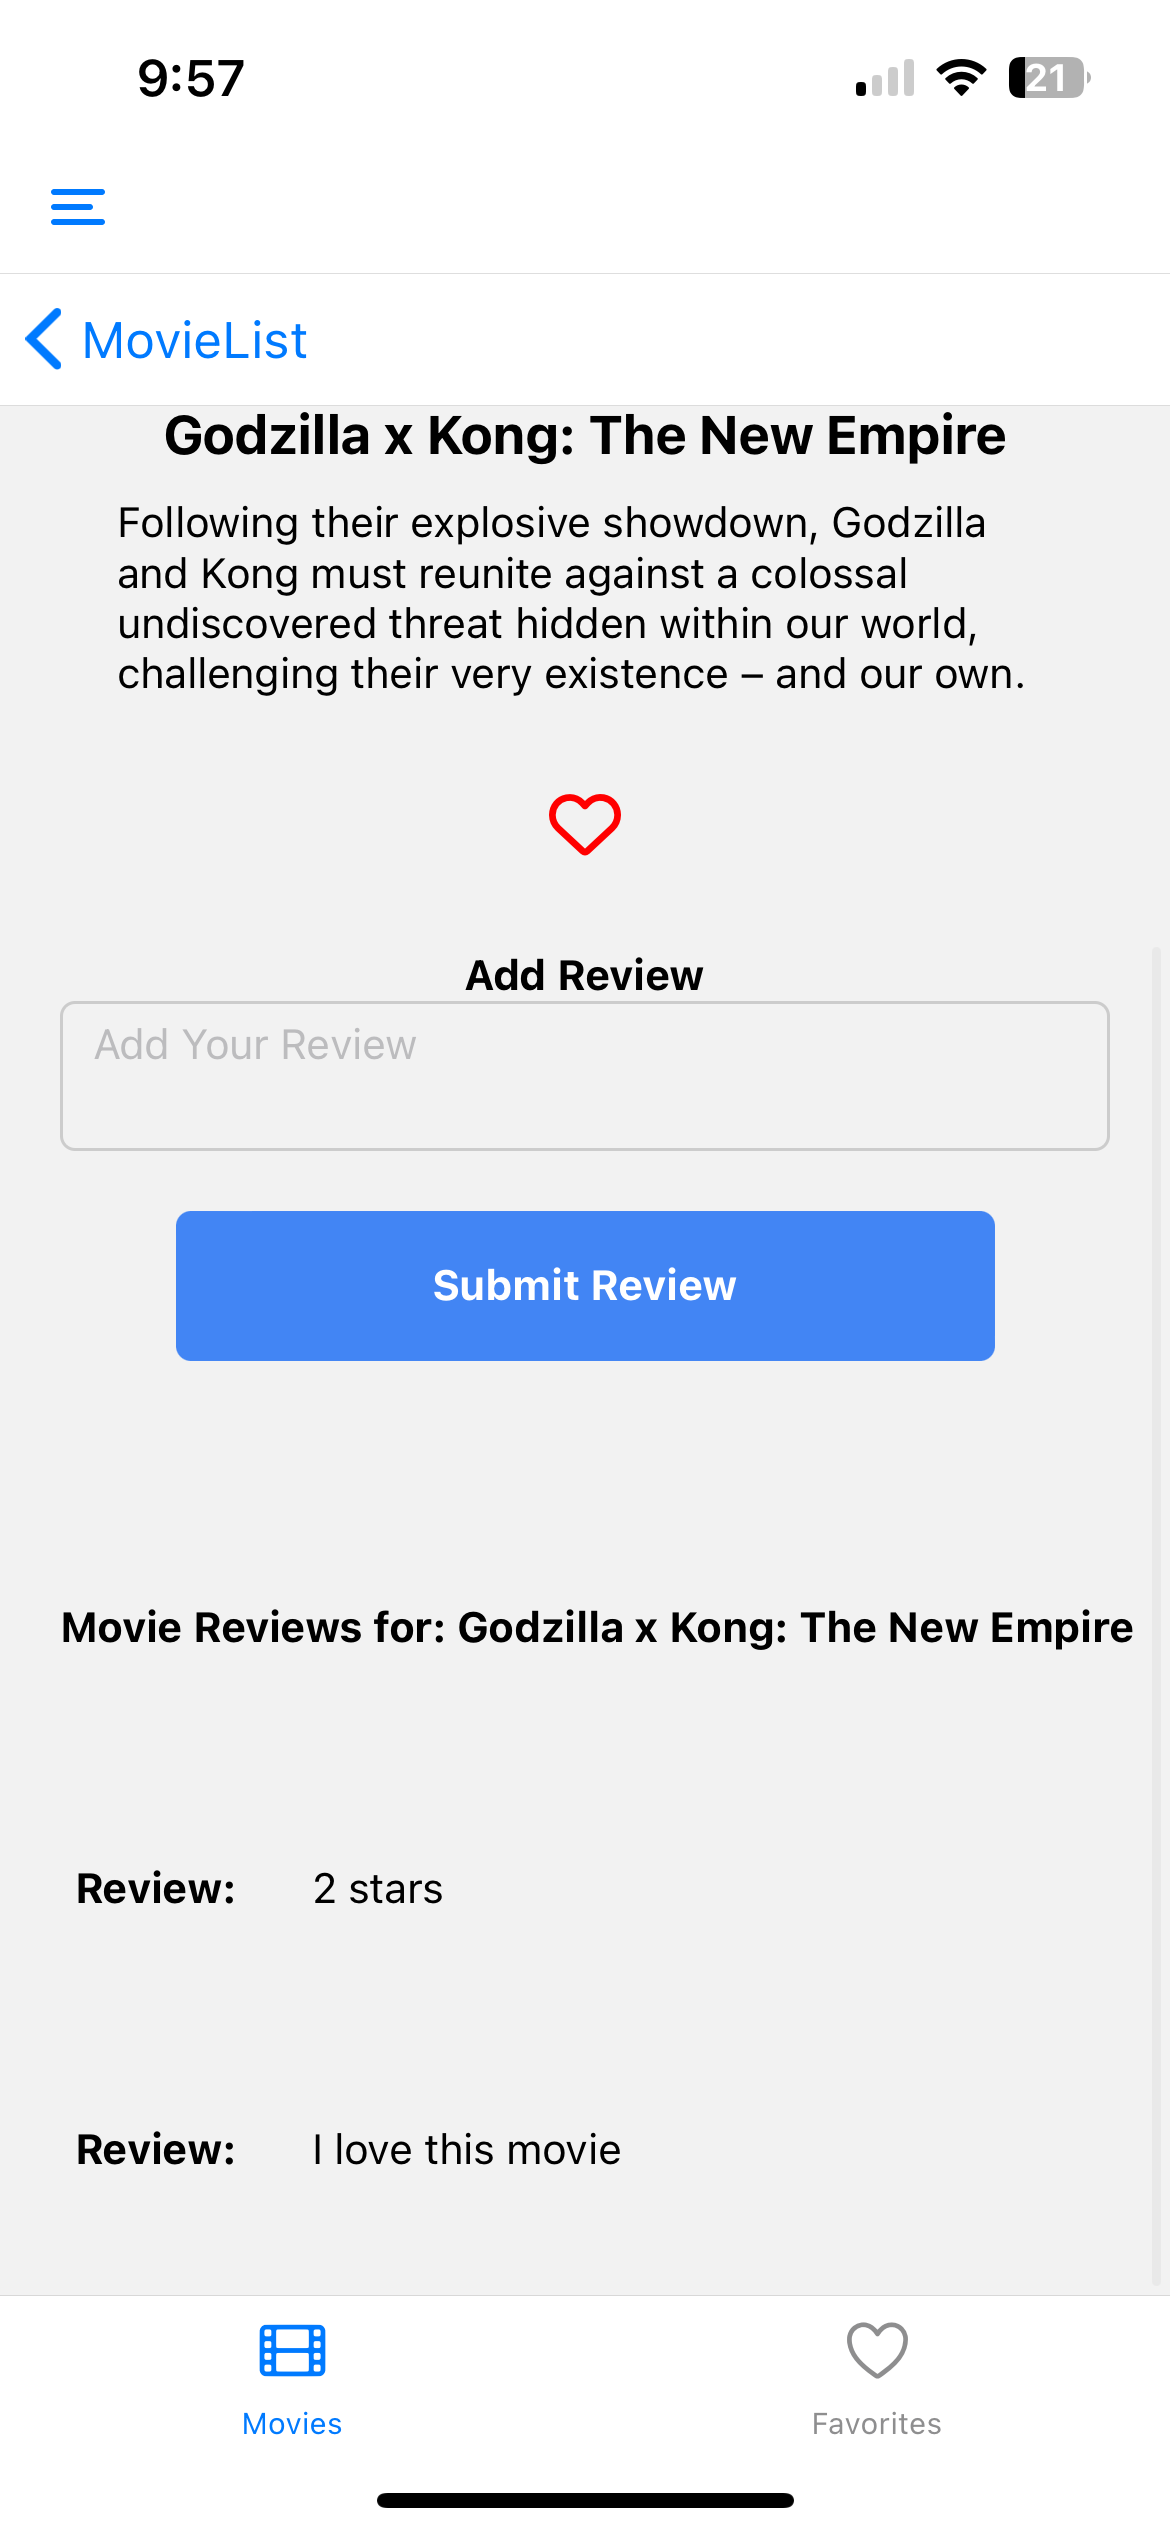 9:57
21
MovieList
Godzilla x Kong: The New Empire
Following their explosive showdown, Godzilla
and Kong must reunite against a colossal
undiscovered threat hidden within our world,
challenging their very existence – and our own.
Add Review
Add Your Review
Submit Review
Movie Reviews for: Godzilla x Kong: The New Empire
Review: 2 stars
Review: I love this movie
Movies Favorites